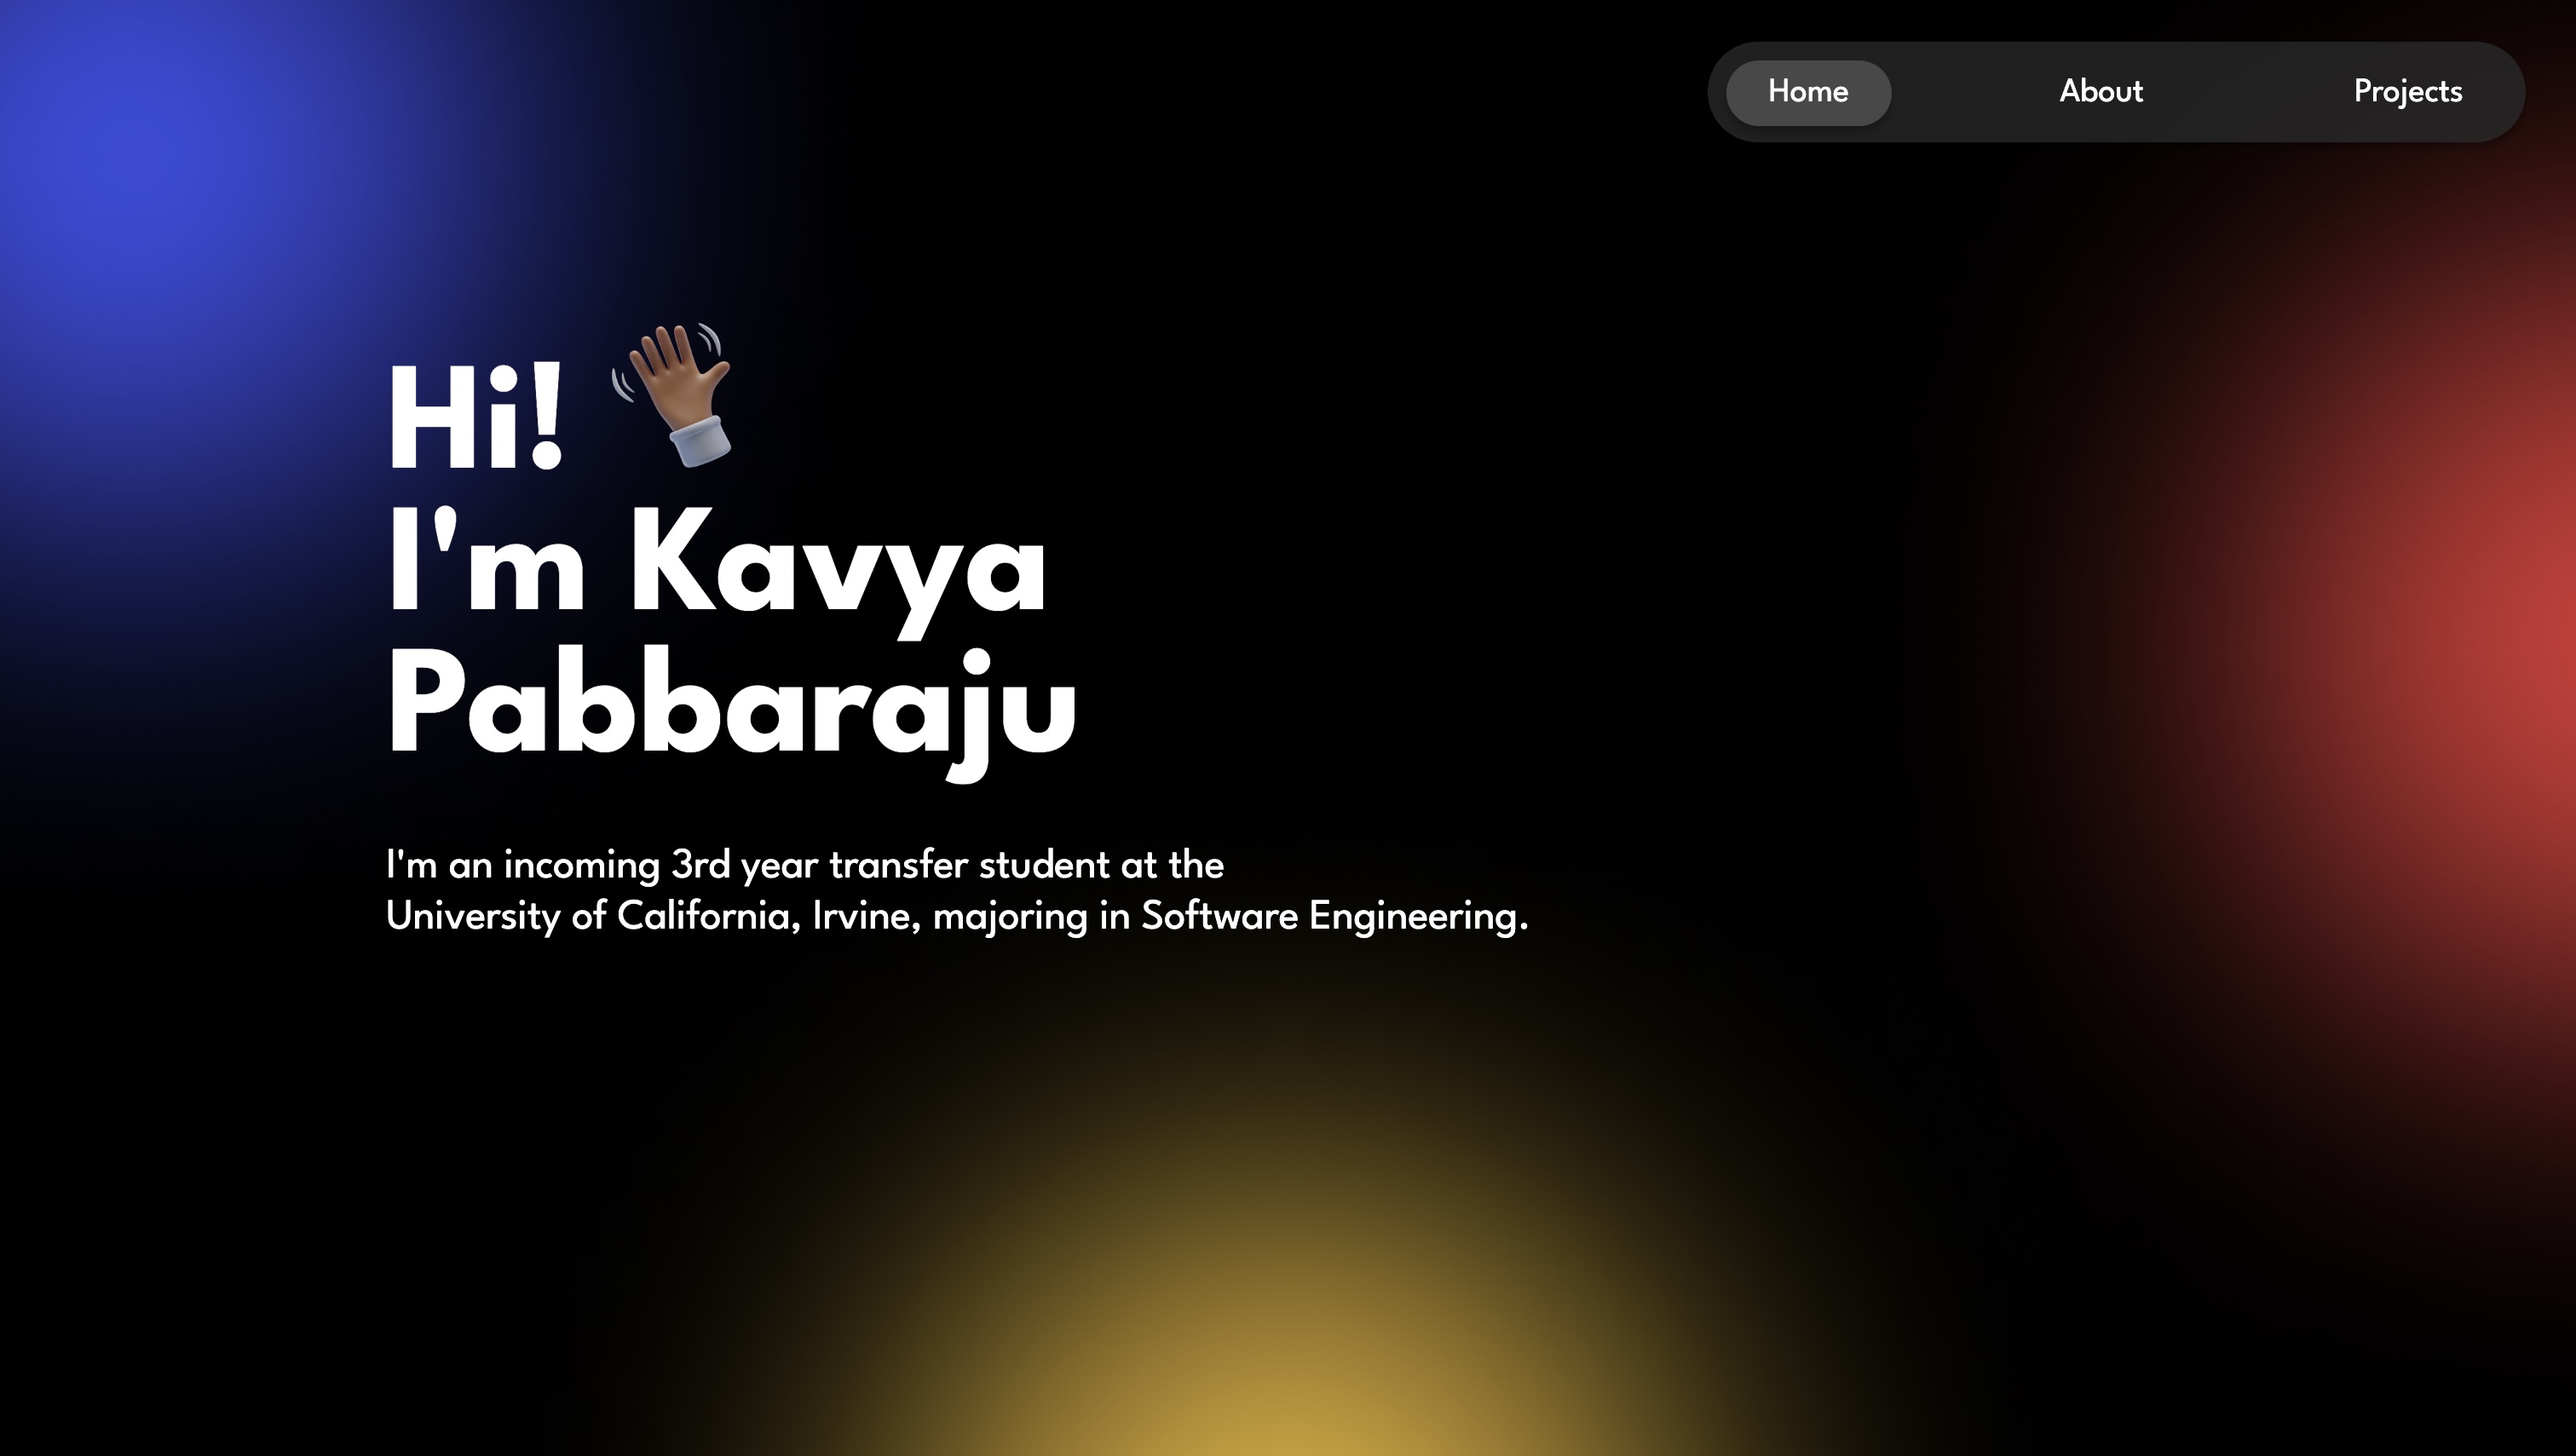 Home About Projects
Hi!
I'm Kavya
Pabbaraju
I'm an incoming 3rd year transfer student at the
University of California, Irvine, majoring in Software Engineering.